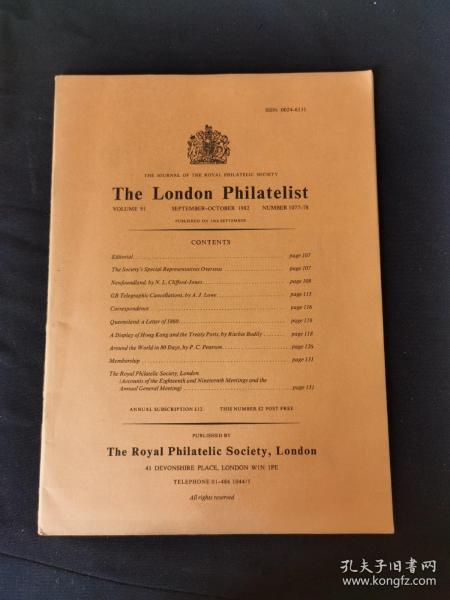 ISSN 0024-6131
THE JOURNAL OF THE ROYAL PHILATELIC SOCIETY
The London Philatelist
VOLUME 91 SEPTEMBER–OCTOBER 1982 NUMBER 1077-78
PUBLISHED ON SEPTEMBER
CONTENTS
Editorial page 107
The Society's Special Representatives Overseas page 107
Newfoundland, by N. L. Clifford-Jones page 108
GB Telegraphic Cancellations, by A. J. Lowe page 115
Correspondence page 116
Queensland: a Letter of 1860 page 116
A Display of Hong Kong and the Treaty Ports, by Ritchie Bodily page 118
Around the World in 80 Days, by P. C. Pearson page 126
Membership page 131
The Royal Philatelic Society, London
(Accounts of the Eighteenth and Nineteenth Meetings and the
Annual General Meeting) page 131
ANNUAL SUBSCRIPTION £12 THIS NUMBER £2 POST FREE
PUBLISHED BY
The Royal Philatelic Society, London
41 DEVONSHIRE PLACE, LONDON W1N 1PE
TELEPHONE 01-486 1044/5
All rights reserved
孔夫子旧书网
www.kongfz.com